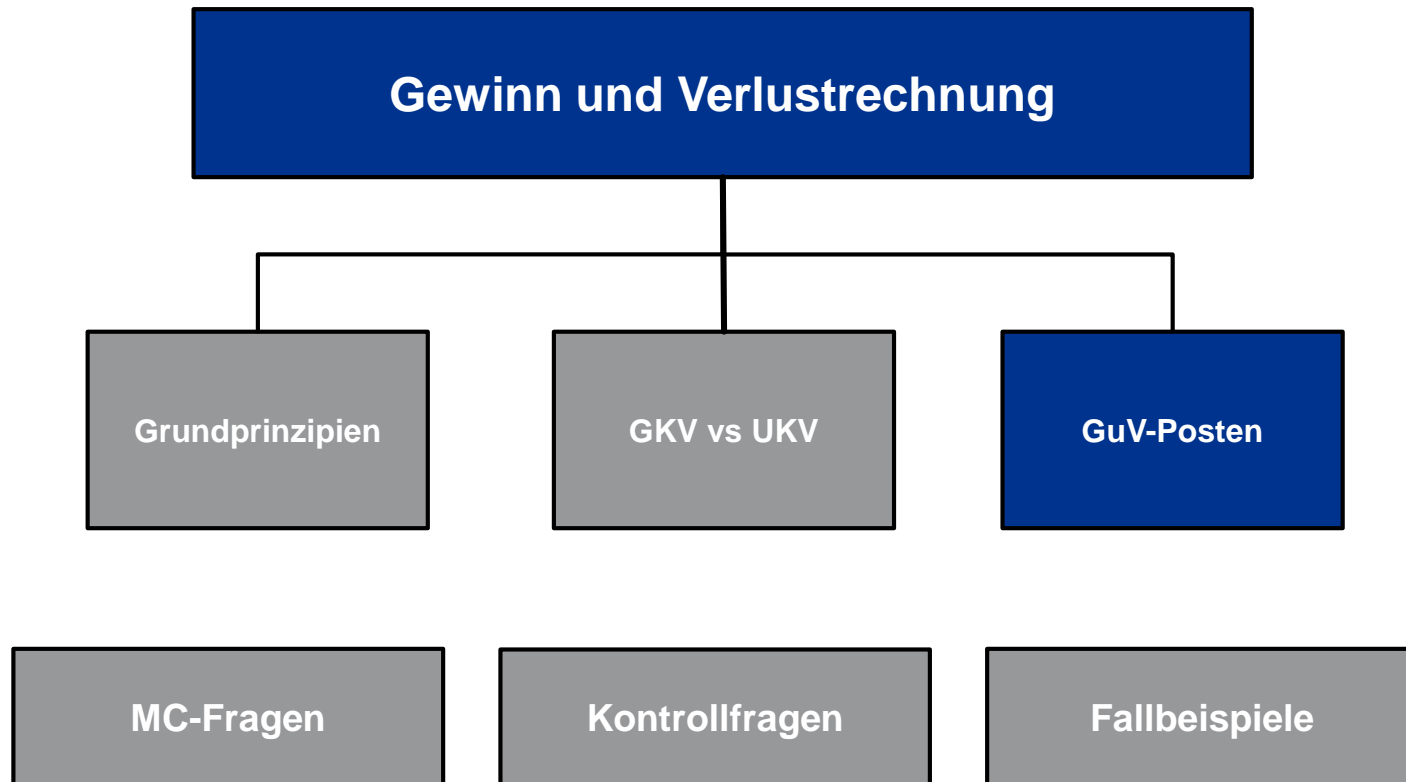 Gewinn und Verlustrechnung
Grundprinzipien
GKV vs UKV
GuV-Posten
MC-Fragen
Kontrollfragen
Fallbeispiele